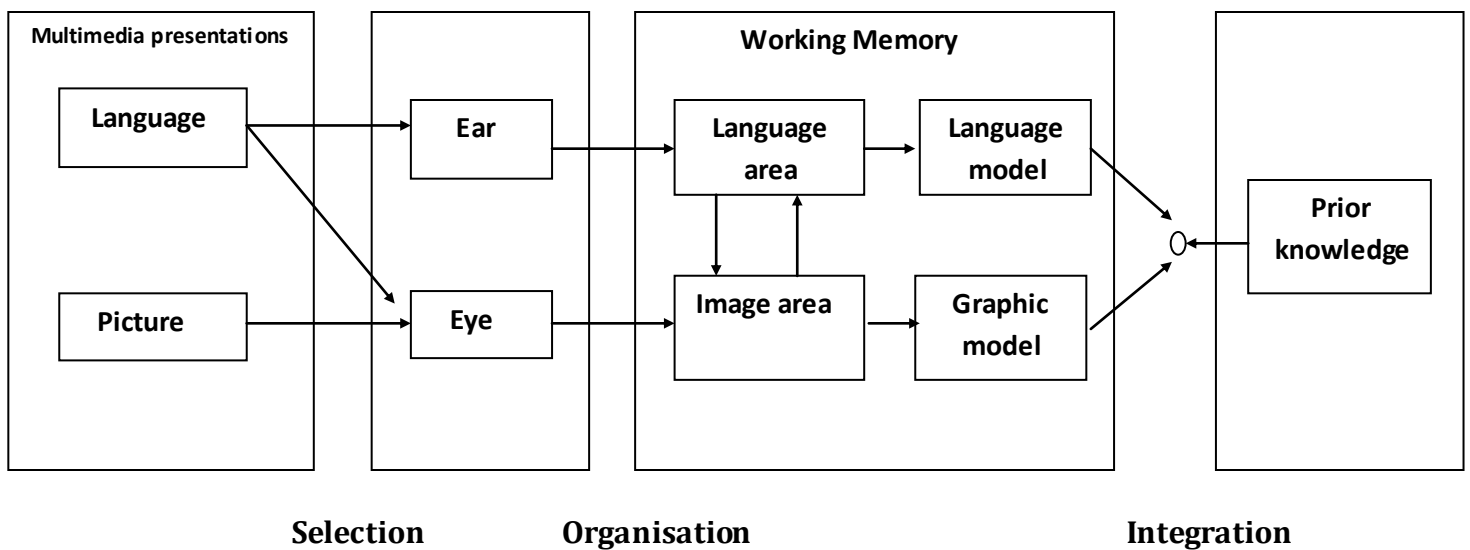 Multimedia presentations
Language
Picture
Ear
Eye
Working Memory
Language
area
Image area
Language
model
Graphic
model
Prior
knowledge
Selection
Organisation
Integration